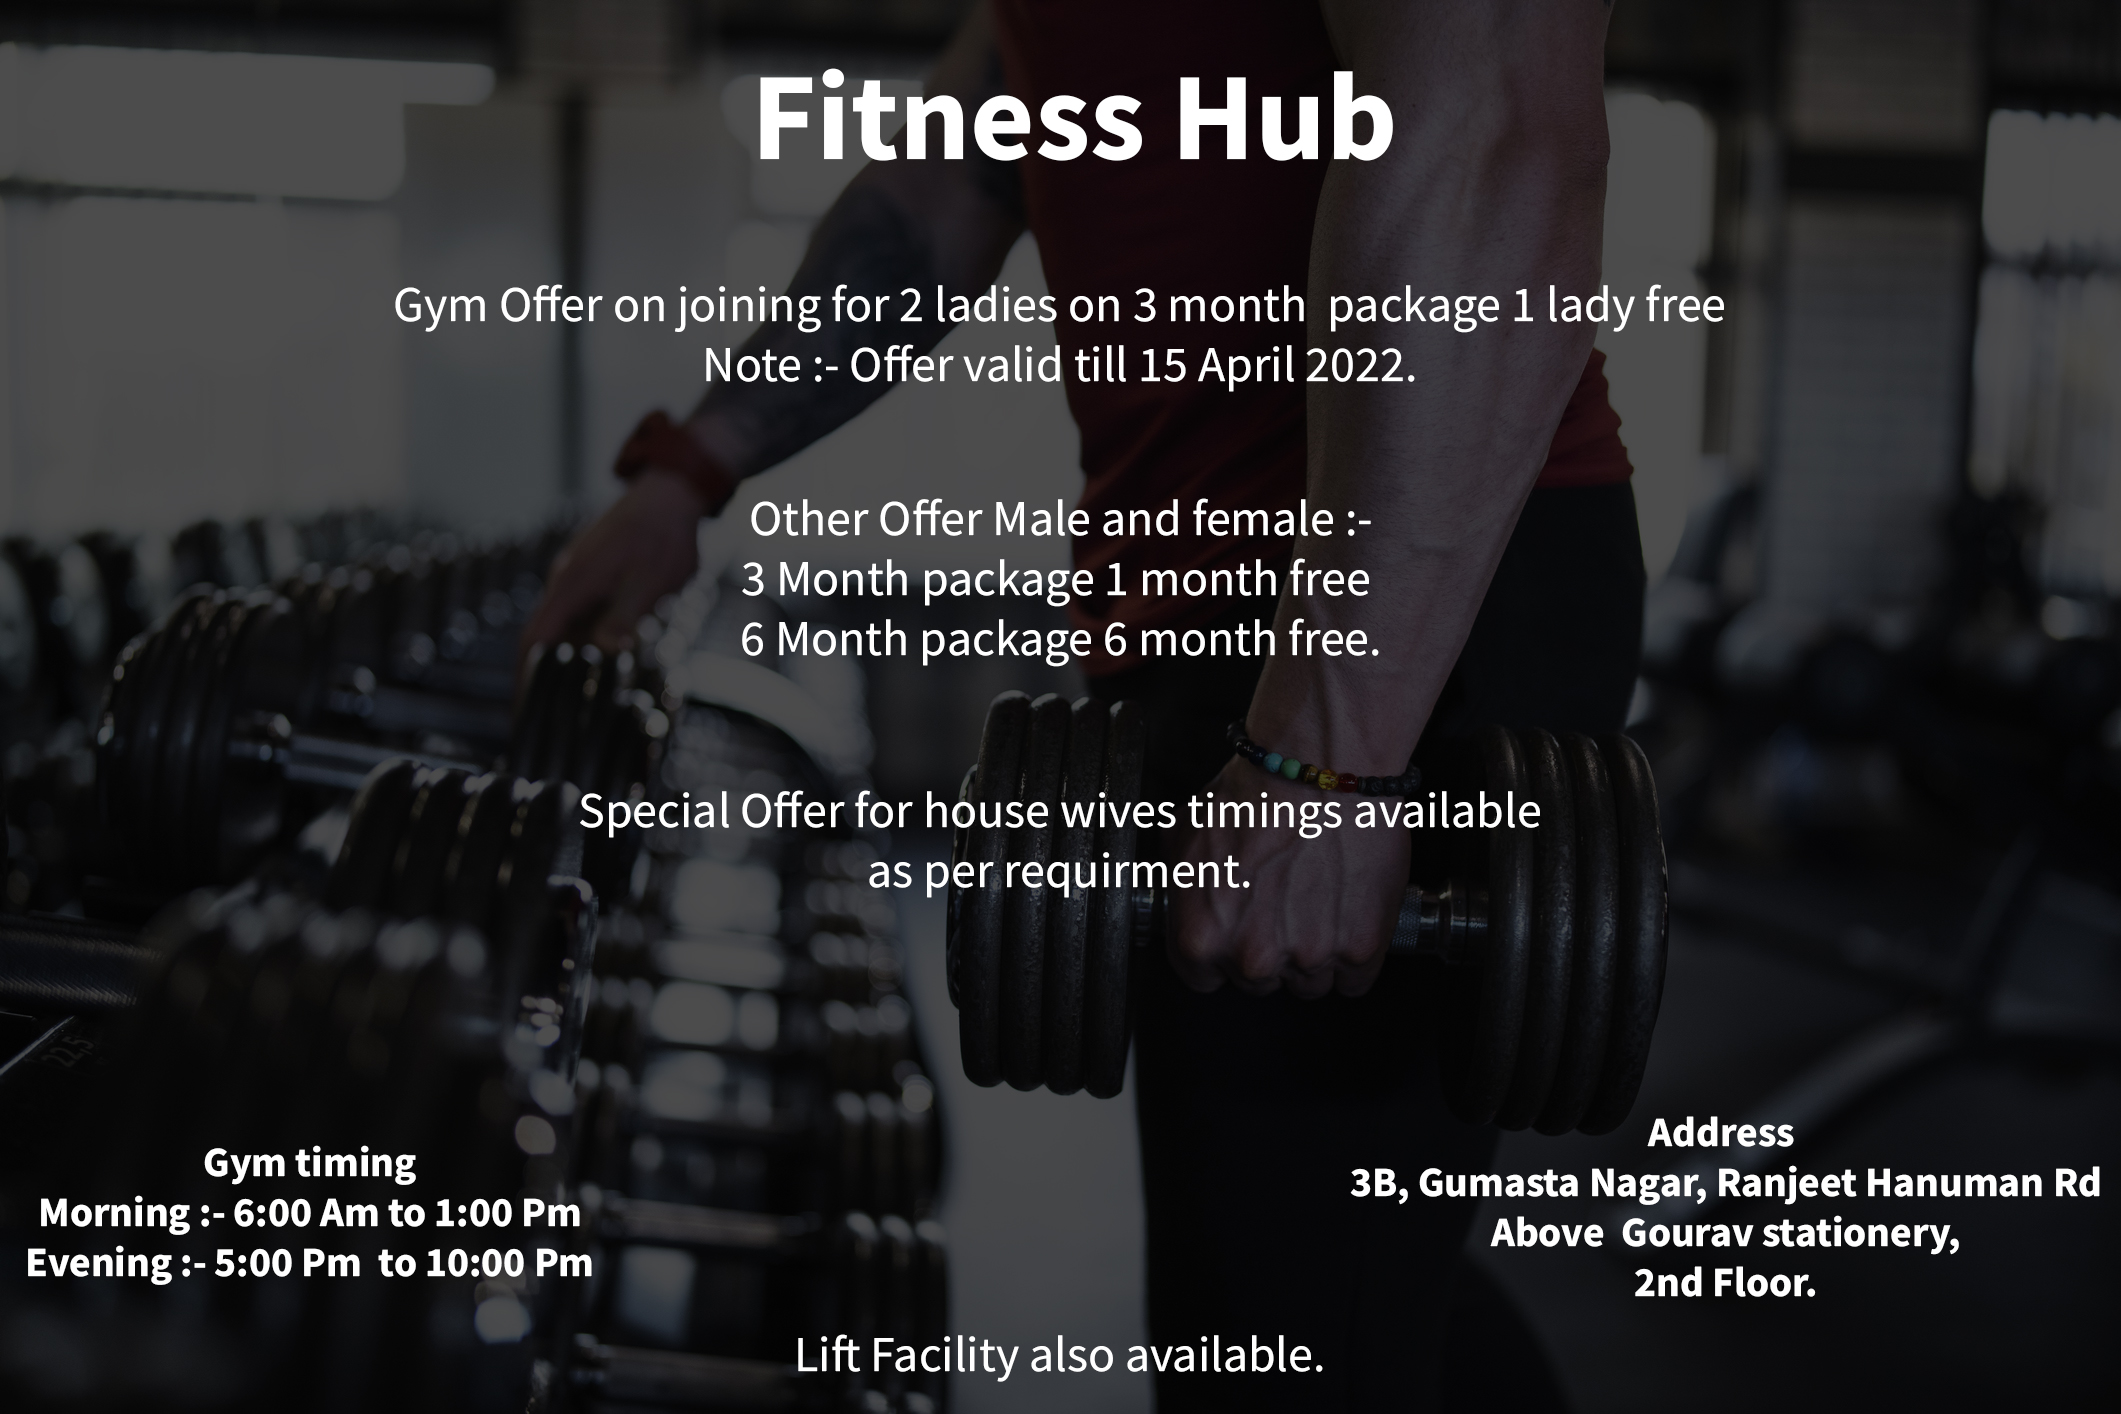 Fitness Hub
Gym Offer on joining for 2 ladies on 3 month  package 1 lady free
Note :- Offer valid till 15 April 2022.
Other Offer Male and female :-
3 Month package 1 month free
6 Month package 6 month free.
Special Offer for house wives timings available
as per requirment.
Gym timing
Morning :- 6:00 Am to 1:00 Pm
Evening :- 5:00 Pm  to 10:00 Pm
Address
3B, Gumasta Nagar, Ranjeet Hanuman Rd
Above  Gourav stationery,
2nd Floor.
Lift Facility also available.
22,5